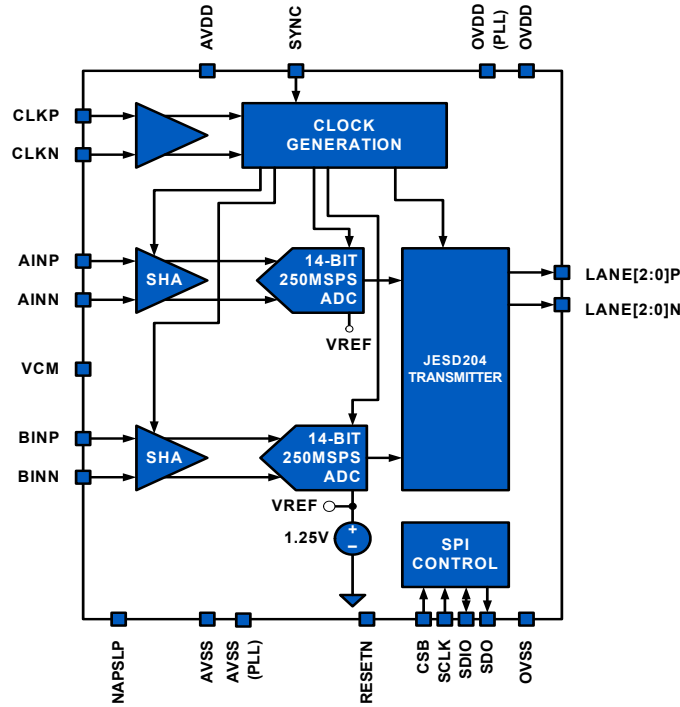 AVDD
SYNC
OVDD
(PLL)
OVDD
CLKP
CLKN
CLOCK
GENERATION
AINP
AINN
SHA
14-BIT
250MSPS
ADC
VREF
LANE[2:0]P
LANE[2:0]N
JESD204
TRANSMITTER
VCM
BINP
BINN
SHA
14-BIT
250MSPS
ADC
VREF
1.25V
+
–
SPI
CONTROL
NAPSLP
AVSS
AVSS
(PLL)
RESETN
CSB
SCLK
SDIO
SDO
OVSS